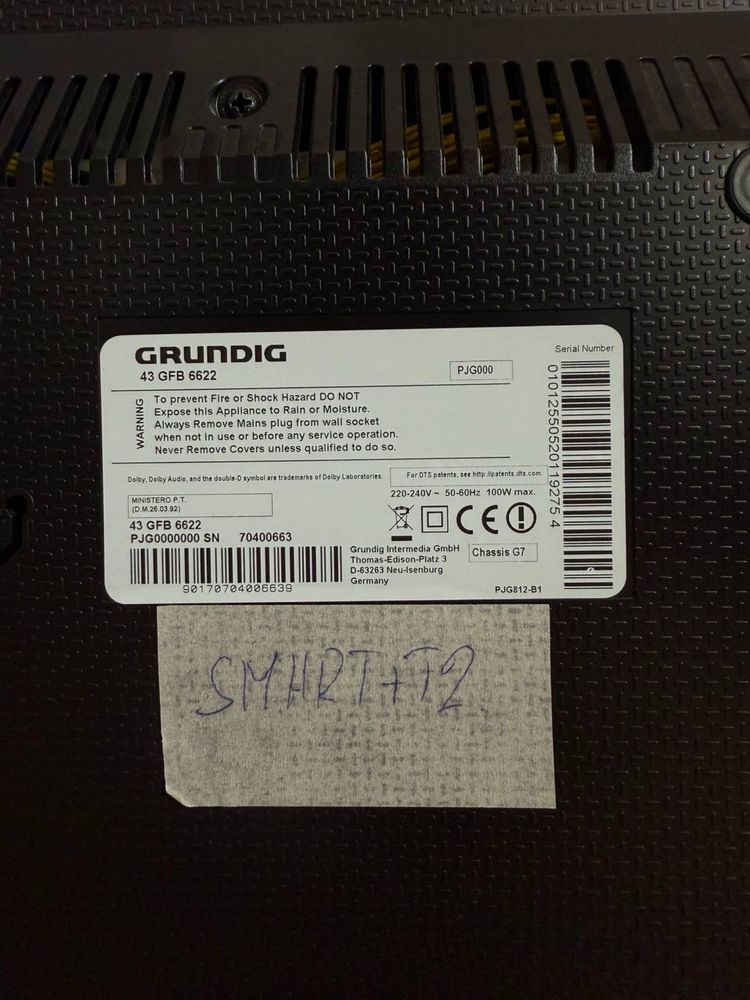 GRUNDIG
43 GFB 6622
PJG000
Serial Number
010125505201192754
WARNING
To prevent Fire or Shock Hazard DO NOT
Expose this Appliance to Rain or Moisture.
Always Remove Mains plug from wall socket
when not in use or before any service operation.
Never Remove Covers unless qualified to do so.
Dolby, Dolby Audio, and the double-D symbol are trademarks of Dolby Laboratories.
For DTS patents, see http://patents.dts.com.
MINISTERO P.T.
(D.M.26.03.92)
220-240V ~ 50-60Hz 100W max.
43 GFB 6622
PJG0000000 SN 70400663
CE
90170704006639
Grundig Intermedia GmbH
Thomas-Edison-Platz 3
D-63263 Neu-Isenburg
Germany
Chassis G7
PJG812-B1
SMART+T2